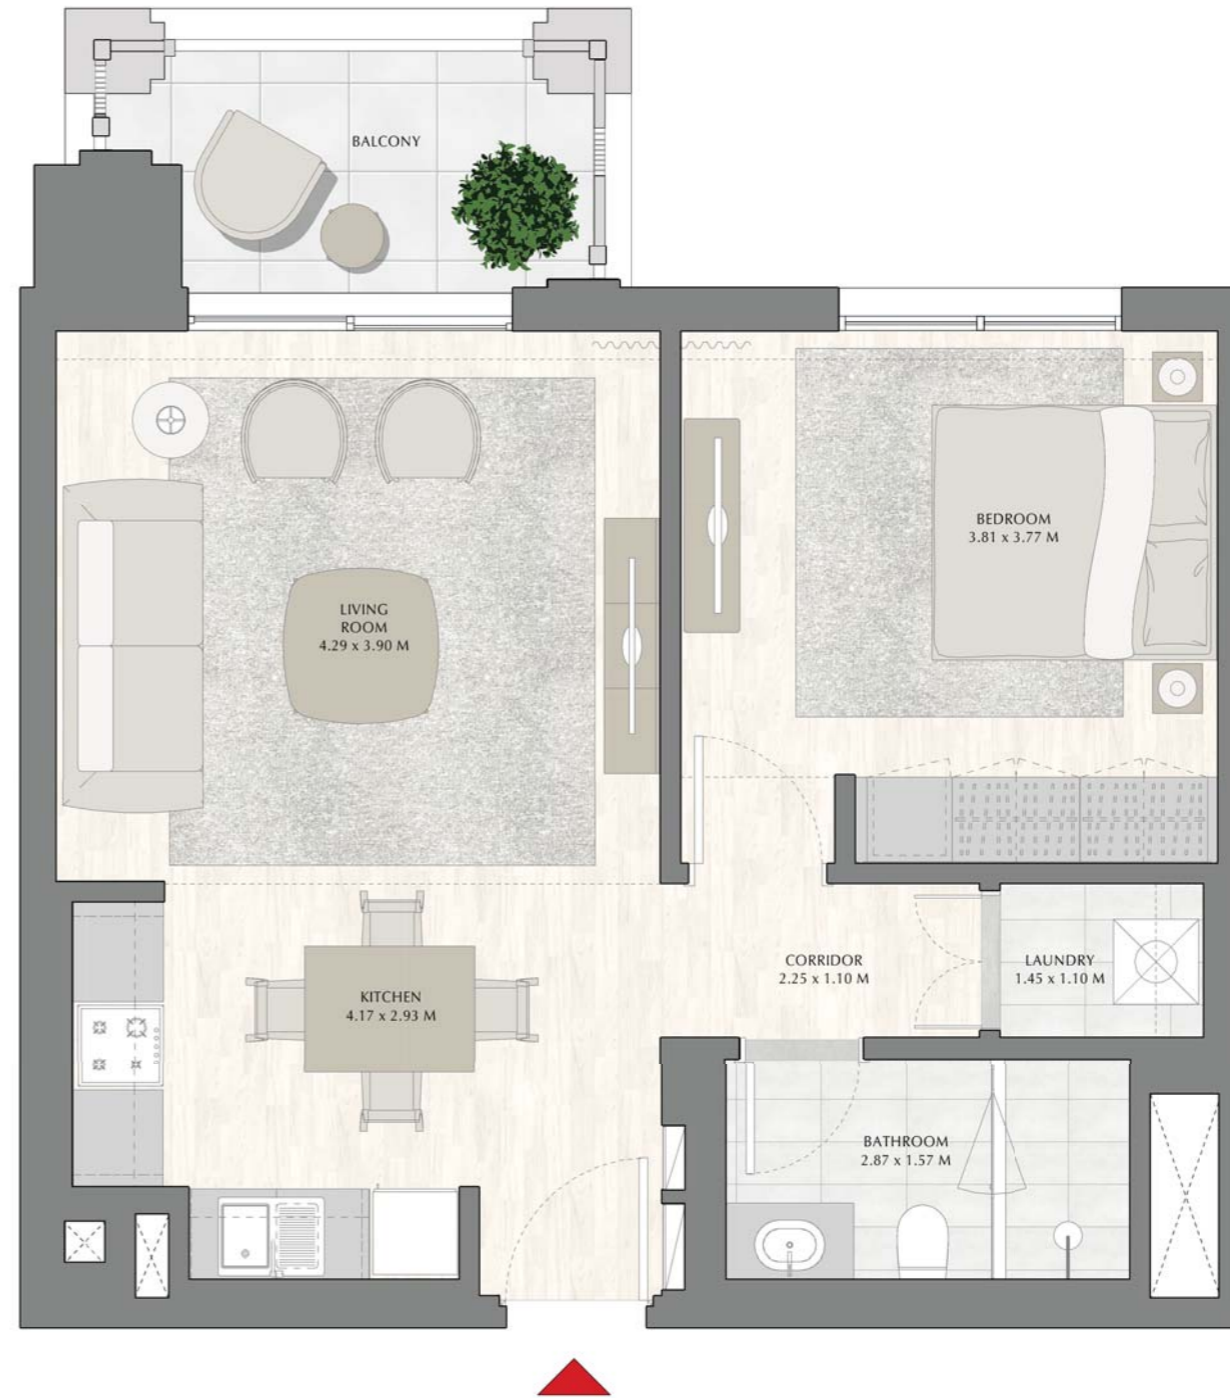 BALCONY
BEDROOM
3.81 x 3.77 M
LIVING
ROOM
4.29 x 3.90 M
CORRIDOR
2.25 x 1.10 M
LAUNDRY
1.45 x 1.10 M
KITCHEN
4.17 x 2.93 M
BATHROOM
2.87 x 1.57 M